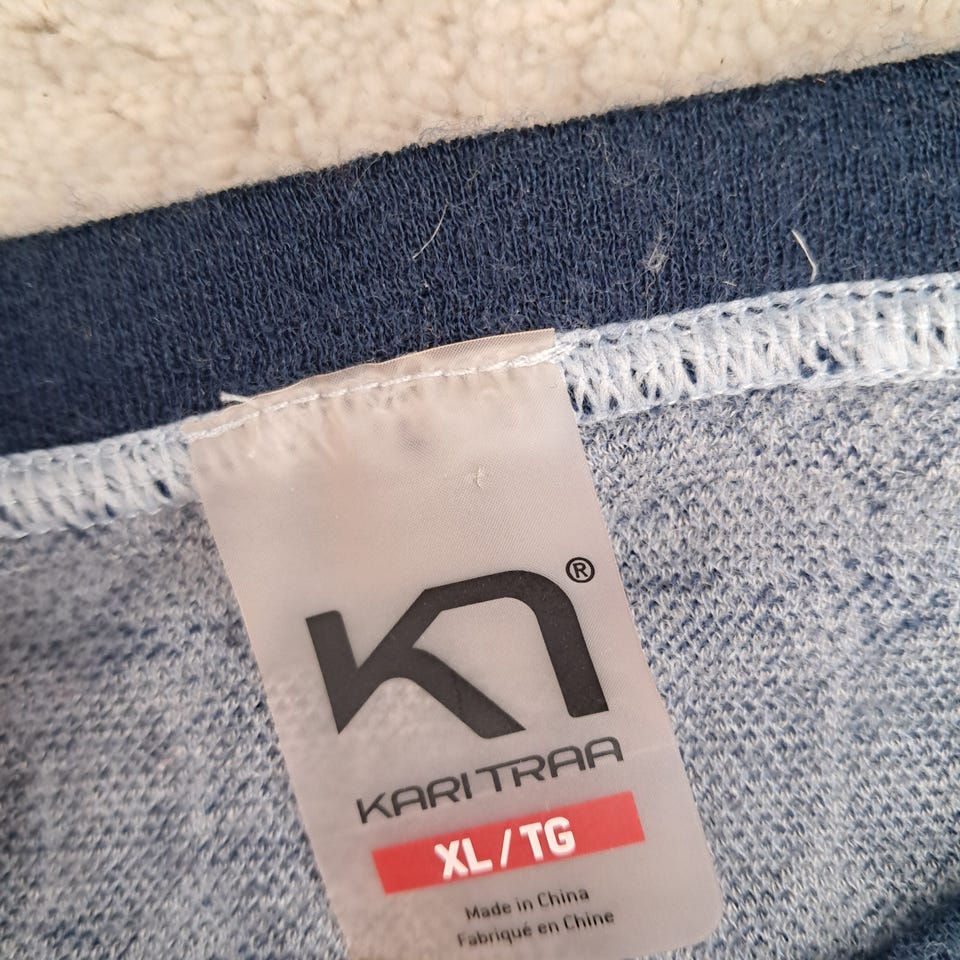 ®
KARI TRAA
XL / TG
Made in China
Fabriqué en Chine